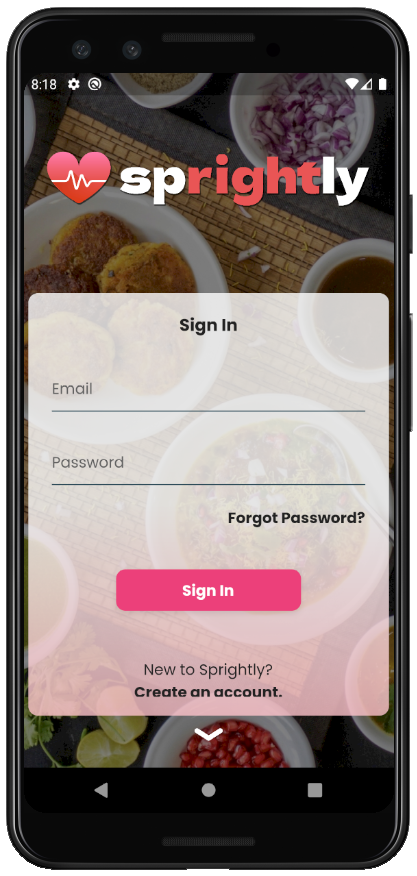 8:18
sprightly
Sign In
Email
Password
Forgot Password?
Sign In
New to Sprightly?
Create an account.